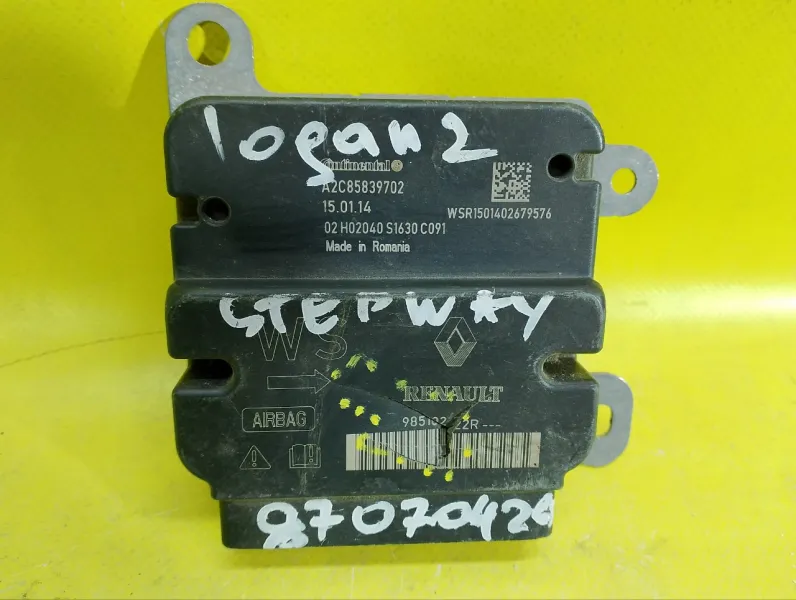 logan 2
Continental
A2C85839702
15.01.14
WSR1501402679576
02 H02040 S1630 C091
Made in Romania
STEPWAY
WS
RENAULT
AIRBAG